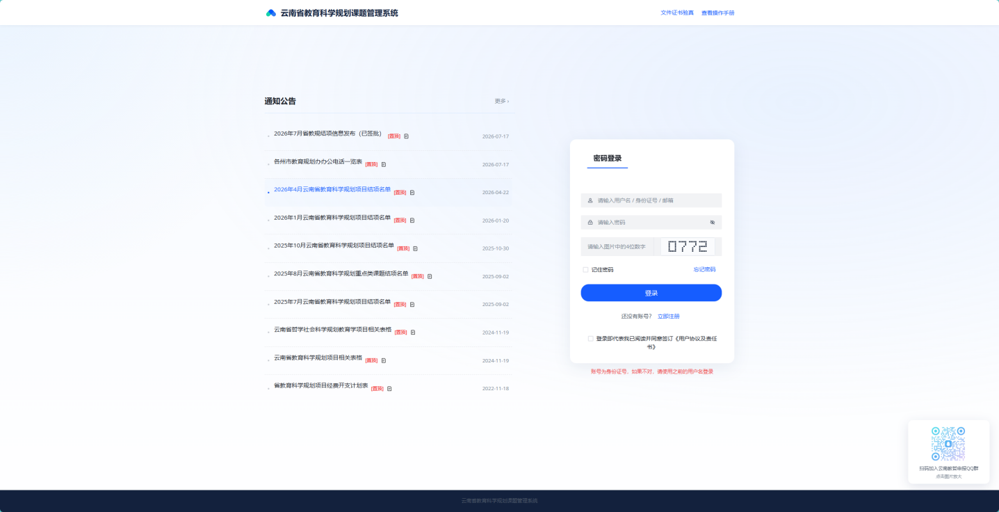 云南省教育科学规划课题管理系统
文件证书验真 查看操作手册
通知公告
更多 ›
2026年7月省教规结项信息发布（已签批） [置顶] 2026-07-17
各州市教育规划办办公电话一览表 [置顶] 2026-07-17
2026年4月云南省教育科学规划项目结项名单 [置顶] 2026-04-22
2026年1月云南省教育科学规划项目结项名单 [置顶] 2026-01-20
2025年10月云南省教育科学规划项目结项名单 [置顶] 2025-10-30
2025年8月云南省教育科学规划重点类课题结项名单 [置顶] 2025-09-02
2025年7月云南省教育科学规划项目结项名单 [置顶] 2025-09-02
云南省哲学社会科学规划教育学项目相关表格 [置顶] 2024-11-19
云南省教育科学规划项目相关表格 [置顶] 2024-11-19
省教育科学规划项目经费开支计划表 [置顶] 2022-11-18
密码登录
请输入用户名 / 身份证号 / 邮箱
请输入密码
请输入图片中的4位数字 0772
记住密码 忘记密码
登录
还没有账号？ 立即注册
登录即代表我已阅读并同意签订《用户协议及责任
书》
账号为身份证号，如果不对，请使用之前的用户名登录
扫码加入云南教智申报QQ群
点击图片放大
云南省教育科学规划课题管理系统